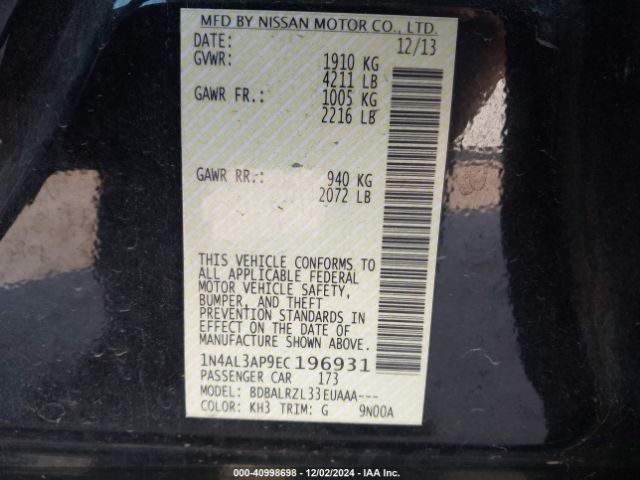 MFD BY NISSAN MOTOR CO., LTD.
DATE: 12/13
GVWR: 1910 KG
4211 LB
GAWR FR.: 1005 KG
2216 LB
GAWR RR.: 940 KG
2072 LB
THIS VEHICLE CONFORMS TO
ALL APPLICABLE FEDERAL
MOTOR VEHICLE SAFETY,
BUMPER, AND THEFT
PREVENTION STANDARDS IN
EFFECT ON THE DATE OF
MANUFACTURE SHOWN ABOVE.
1N4AL3AP9EC196931
PASSENGER CAR 173
MODEL: BDBALRZL33EUAAA---
COLOR: KH3 TRIM: G 9N00A
000-40998698 - 12/02/2024 - IAAI.CA